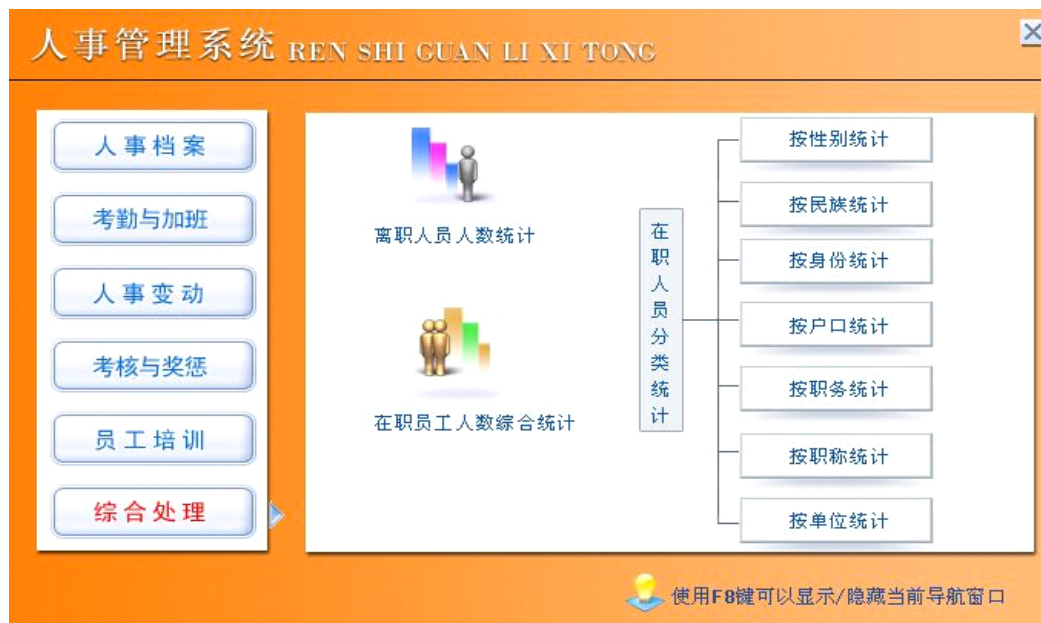 人事管理系统 REN SHI GUAN LI XI TONG
人事档案
考勤与加班
人事变动
考核与奖惩
员工培训
综合处理
离职人员人数统计
在职员工人数综合统计
在职人员分类统计
按性别统计
按民族统计
按身份统计
按户口统计
按职务统计
按职称统计
按单位统计
使用F8键可以显示/隐藏当前导航窗口